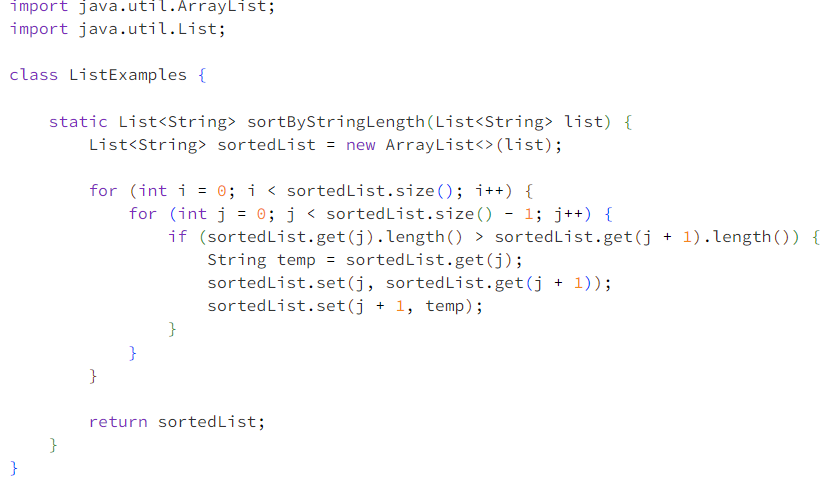 import java.util.ArrayList;
import java.util.List;

class ListExamples {

    static List<String> sortByStringLength(List<String> list) {
        List<String> sortedList = new ArrayList<>(list);

        for (int i = 0; i < sortedList.size(); i++) {
            for (int j = 0; j < sortedList.size() - 1; j++) {
                if (sortedList.get(j).length() > sortedList.get(j + 1).length()) {
                    String temp = sortedList.get(j);
                    sortedList.set(j, sortedList.get(j + 1));
                    sortedList.set(j + 1, temp);
                }
            }
        }

        return sortedList;
    }
}